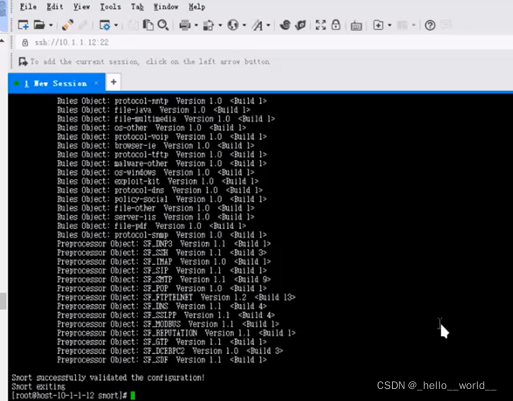 File Edit View Tools Tabs Window Help
ssh://10.1.1.12:22
To add the current session, click on the left arrow button.
1 New Session × +
Rules Object: protocol-nntp Version 1.0 <Build 1>
Rules Object: file-java Version 1.0 <Build 1>
Rules Object: file-multimedia Version 1.0 <Build 1>
Rules Object: os-other Version 1.0 <Build 1>
Rules Object: protocol-voip Version 1.0 <Build 1>
Rules Object: browser-ie Version 1.0 <Build 1>
Rules Object: protocol-tftp Version 1.0 <Build 1>
Rules Object: malware-other Version 1.0 <Build 1>
Rules Object: os-windows Version 1.0 <Build 1>
Rules Object: exploit-kit Version 1.0 <Build 1>
Rules Object: protocol-dns Version 1.0 <Build 1>
Rules Object: policy-social Version 1.0 <Build 1>
Rules Object: file-other Version 1.0 <Build 1>
Rules Object: server-iis Version 1.0 <Build 1>
Rules Object: file-pdf Version 1.0 <Build 1>
Rules Object: protocol-snmp Version 1.0 <Build 1>
Preprocessor Object: SF_DNP3 Version 1.1 <Build 1>
Preprocessor Object: SF_SSH Version 1.1 <Build 3>
Preprocessor Object: SF_IMAP Version 1.0 <Build 1>
Preprocessor Object: SF_SIP Version 1.1 <Build 1>
Preprocessor Object: SF_SMTP Version 1.1 <Build 9>
Preprocessor Object: SF_POP Version 1.0 <Build 1>
Preprocessor Object: SF_FTPTELNET Version 1.2 <Build 13>
Preprocessor Object: SF_DNS Version 1.1 <Build 4>
Preprocessor Object: SF_SSLPP Version 1.1 <Build 4>
Preprocessor Object: SF_MODBUS Version 1.1 <Build 1>
Preprocessor Object: SF_REPUTATION Version 1.1 <Build 1>
Preprocessor Object: SF_GTP Version 1.1 <Build 1>
Preprocessor Object: SF_DCERPC2 Version 1.0 <Build 3>
Preprocessor Object: SF_SDF Version 1.1 <Build 1>
Snort successfully validated the configuration!
Snort exiting
[root@host-10-1-1-12 snort]#
CSDN @_hello__world__